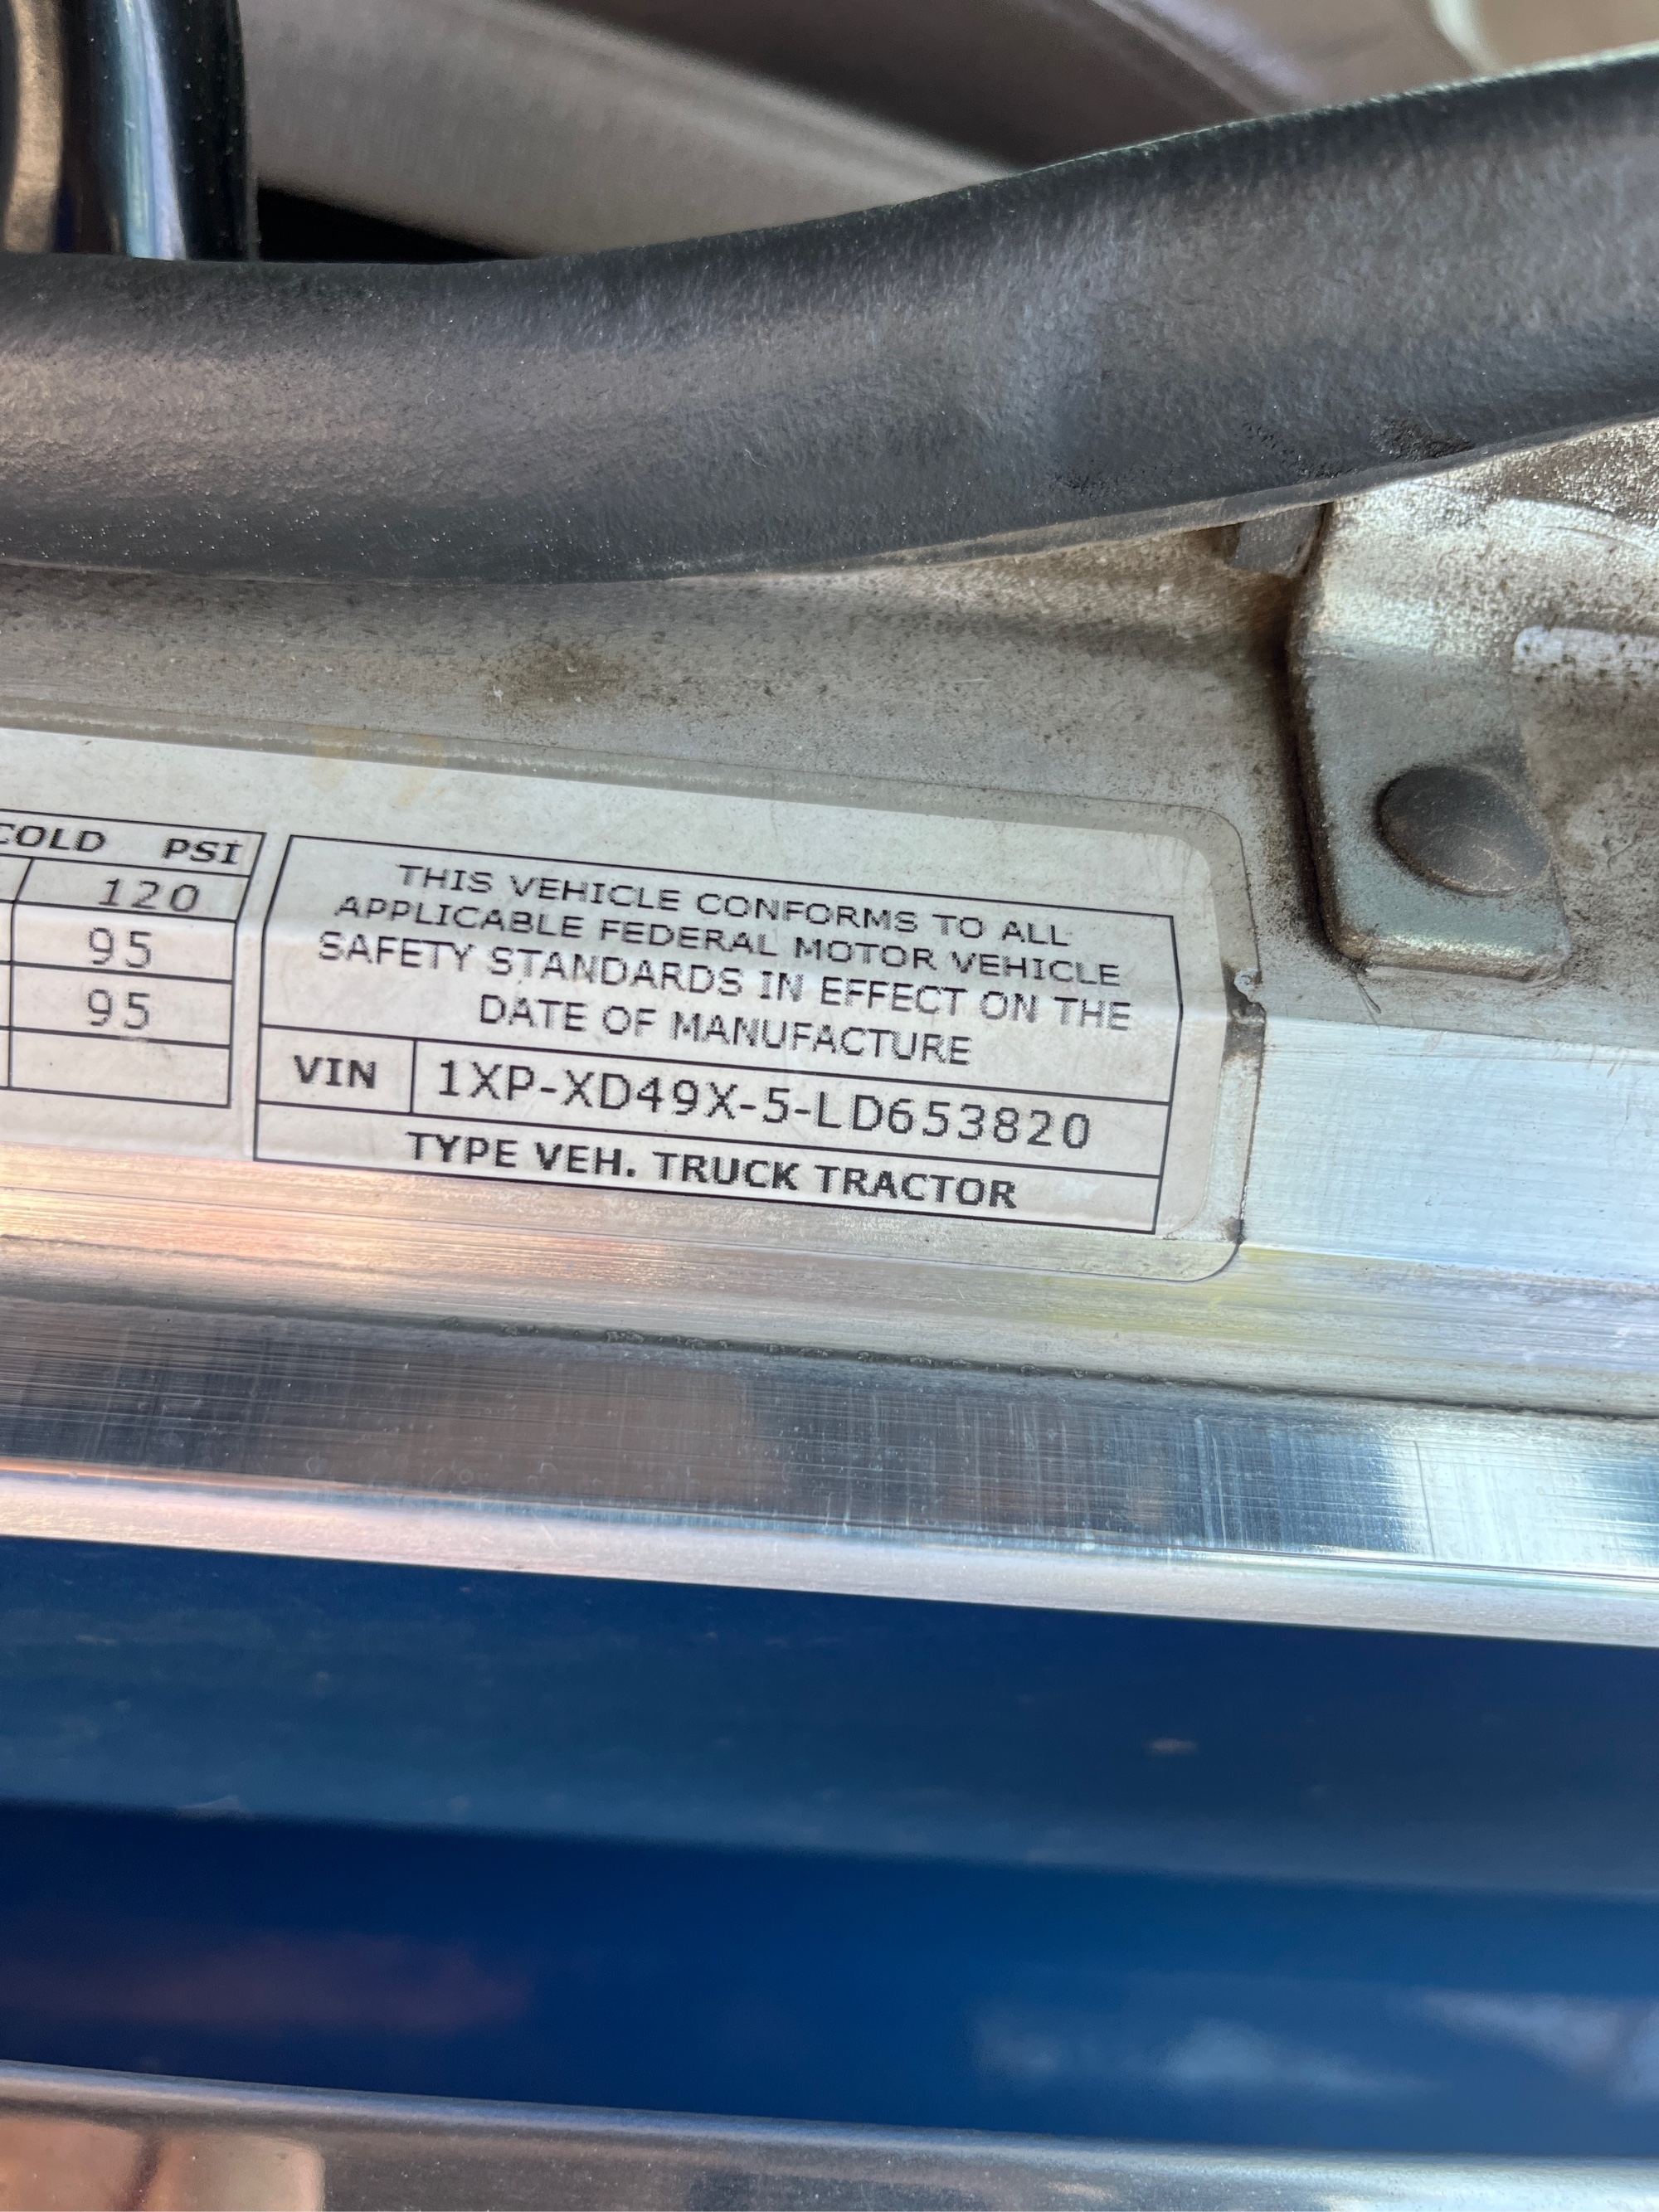 COLD PSI
120
95
95
THIS VEHICLE CONFORMS TO ALL
APPLICABLE FEDERAL MOTOR VEHICLE
SAFETY STANDARDS IN EFFECT ON THE
DATE OF MANUFACTURE
VIN 1XP-XD49X-5-LD653820
TYPE VEH. TRUCK TRACTOR